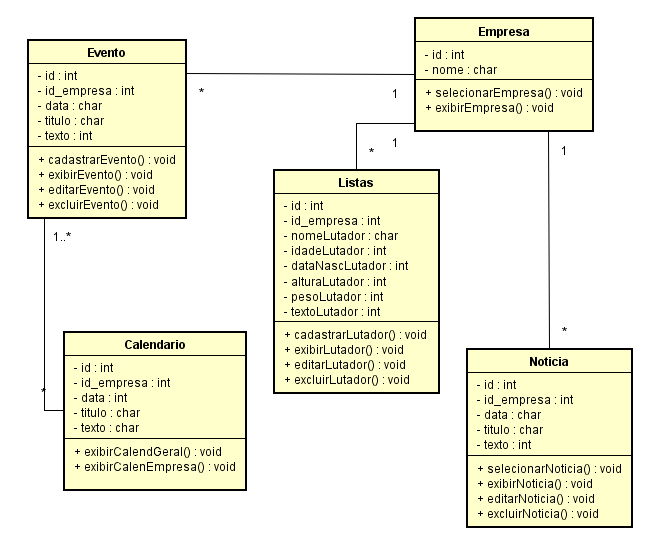 Evento
- id : int
- id_empresa : int
- data : char
- titulo : char
- texto : int
+ cadastrarEvento() : void
+ exibirEvento() : void
+ editarEvento() : void
+ excluirEvento() : void
*
1
Empresa
- id : int
- nome : char
+ selecionarEmpresa() : void
+ exibirEmpresa() : void
1
*
Listas
- id : int
- id_empresa : int
- nomeLutador : char
- idadeLutador : int
- dataNascLutador : int
- alturaLutador : int
- pesoLutador : int
- textoLutador : int
+ cadastrarLutador() : void
+ exibirLutador() : void
+ editarLutador() : void
+ excluirLutador() : void
1..*
*
Calendario
- id : int
- id_empresa : int
- data : int
- titulo : char
- texto : char
+ exibirCalendGeral() : void
+ exibirCalenEmpresa() : void
1
*
Noticia
- id : int
- id_empresa : int
- data : char
- titulo : char
- texto : int
+ selecionarNoticia() : void
+ exibirNoticia() : void
+ editarNoticia() : void
+ excluirNoticia() : void